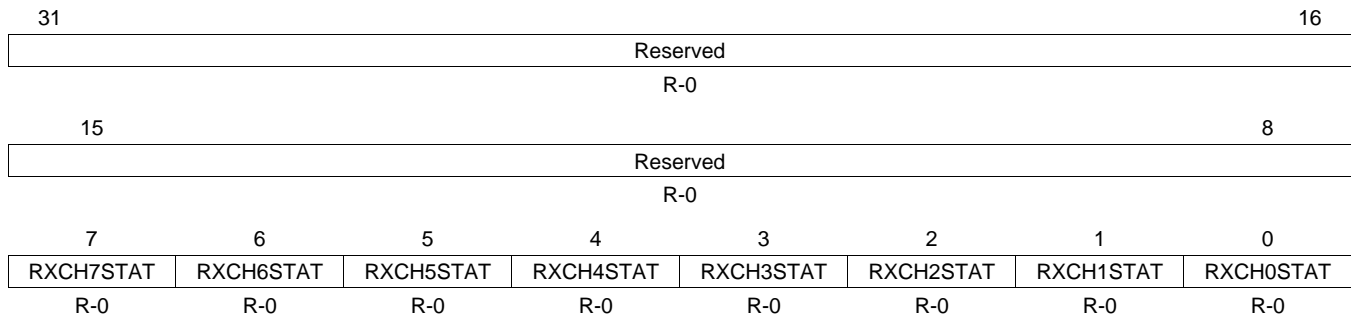 31 16
Reserved
R-0
15 8
Reserved
R-0
7 6 5 4 3 2 1 0
RXCH7STAT RXCH6STAT RXCH5STAT RXCH4STAT RXCH3STAT RXCH2STAT RXCH1STAT RXCH0STAT
R-0 R-0 R-0 R-0 R-0 R-0 R-0 R-0